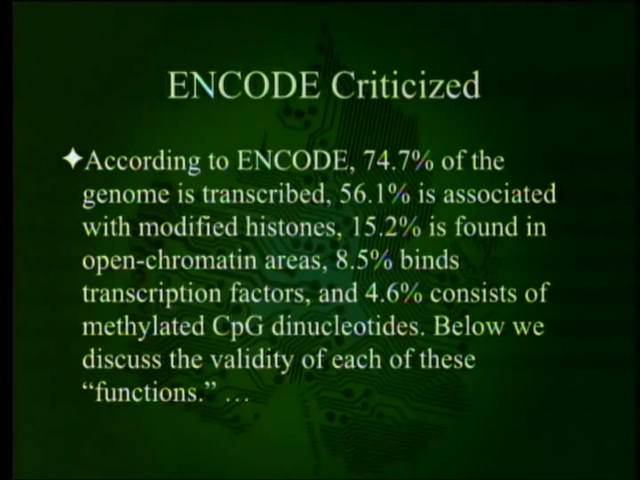 ENCODE Criticized
✦According to ENCODE, 74.7% of the
genome is transcribed, 56.1% is associated
with modified histones, 15.2% is found in
open-chromatin areas, 8.5% binds
transcription factors, and 4.6% consists of
methylated CpG dinucleotides. Below we
discuss the validity of each of these
“functions.” …